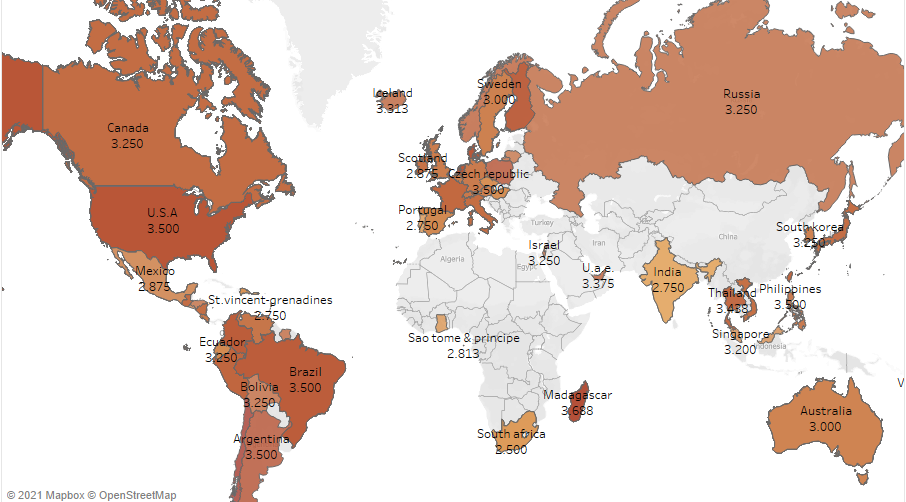 Iceland
3.313
Sweden
3.000
Russia
3.250
Canada
3.250
Scotland
2.875
Czech republic
3.500
U.S.A
3.500
Portugal
2.750
Turkey
China
South korea
3.250
Israel
3.250
Iran
Algeria
Egypt
U.a.e.
3.375
India
2.750
Mexico
2.875
Thailand
3.438
Philippines
3.500
St.vincent-grenadines
2.750
Ecuador
3.250
Sao tome & principe
2.813
Singapore
3.200
Indonesia
Brazil
3.500
Bolivia
3.250
Madagascar
3.688
V
Australia
3.000
Argentina
3.500
South africa
2.500
© 2021 Mapbox © OpenStreetMap